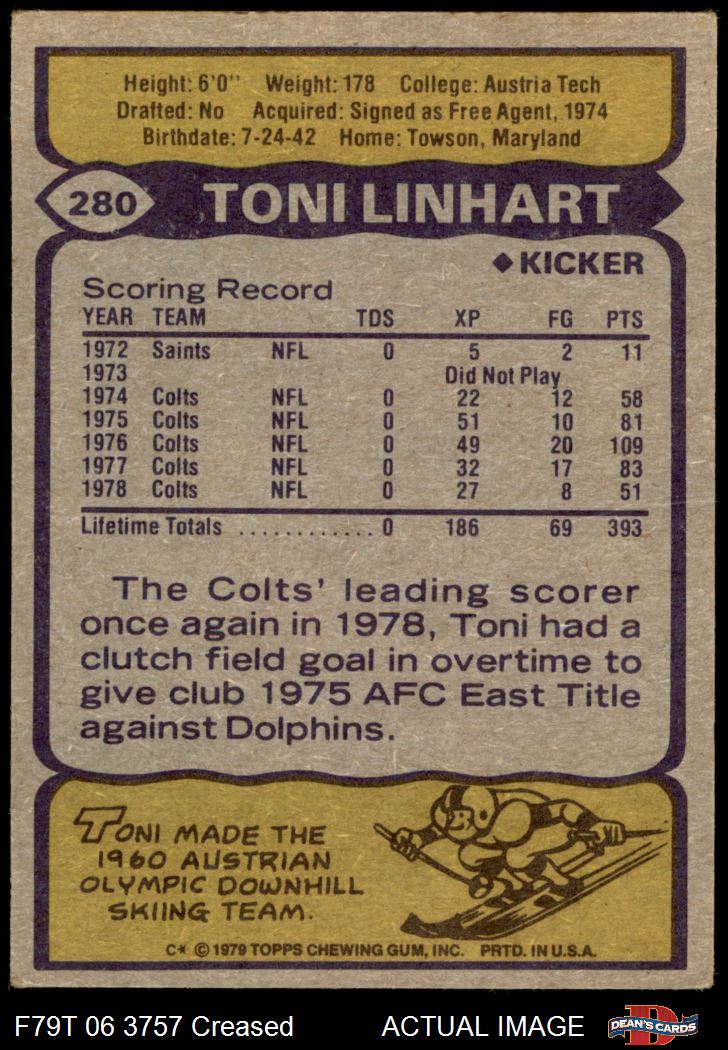 Height: 6'0'' Weight: 178 College: Austria Tech
Drafted: No Acquired: Signed as Free Agent, 1974
Birthdate: 7-24-42 Home: Towson, Maryland
280 TONI LINHART
◆ KICKER
Scoring Record
YEAR TEAM TDS XP FG PTS
1972 Saints NFL 0 5 2 11
1973 Did Not Play
1974 Colts NFL 0 22 12 58
1975 Colts NFL 0 51 10 81
1976 Colts NFL 0 49 20 109
1977 Colts NFL 0 32 17 83
1978 Colts NFL 0 27 8 51
Lifetime Totals ............ 0 186 69 393
The Colts' leading scorer
once again in 1978, Toni had a
clutch field goal in overtime to
give club 1975 AFC East Title
against Dolphins.
TONI MADE THE
1960 AUSTRIAN
OLYMPIC DOWNHILL
SKIING TEAM.
C* © 1979 TOPPS CHEWING GUM, INC. PRTD. IN U.S.A.
F79T 06 3757 Creased ACTUAL IMAGE D DEAN'S CARDS